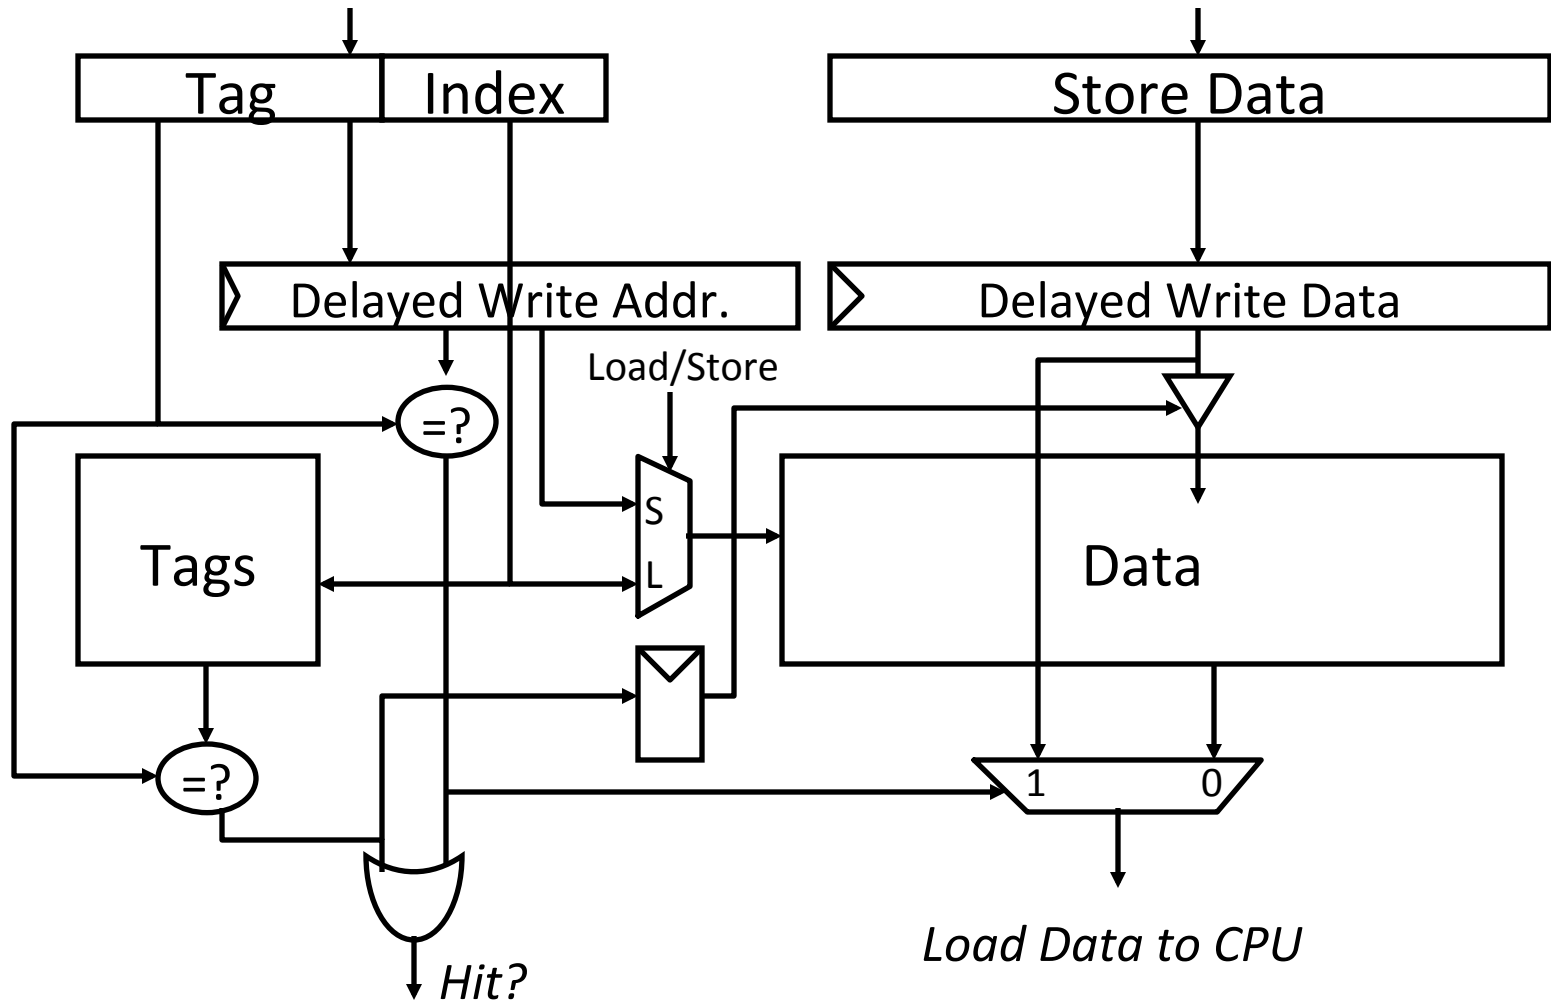 Tag
Index
Store Data
Delayed Write Addr.
Delayed Write Data
Load/Store
=?
S
Tags
L
Data
=?
1
0
Load Data to CPU
Hit?